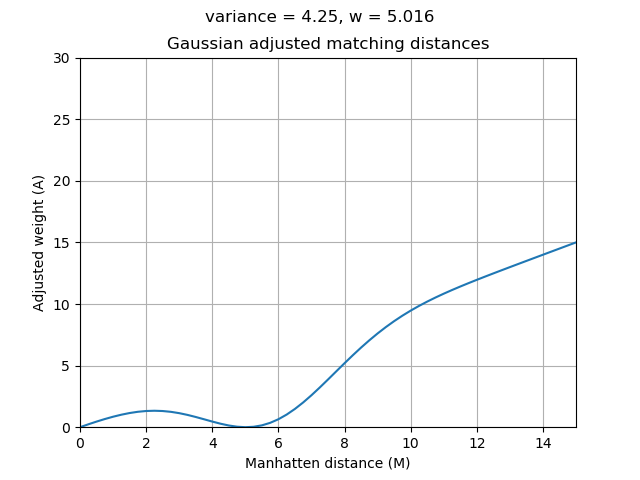 variance = 4.25, w = 5.016
Gaussian adjusted matching distances
30
25
20
15
10
5
0
Adjusted weight (A)
0 2 4 6 8 10 12 14
Manhatten distance (M)